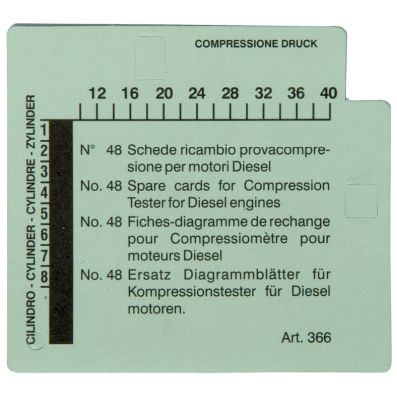 COMPRESSIONE DRUCK
12 16 20 24 28 32 36 40
CILINDRO - CYLINDER - CYLINDRE - ZYLINDER
1
2
3
4
5
6
7
8
N° 48 Schede ricambio provacompre-
sione per motori Diesel
No. 48 Spare cards for Compression
Tester for Diesel engines
No. 48 Fiches-diagramme de rechange
pour Compressiomètre pour
moteurs Diesel
No. 48 Ersatz Diagrammblätter für
Kompressionstester für Diesel
motoren.
Art. 366